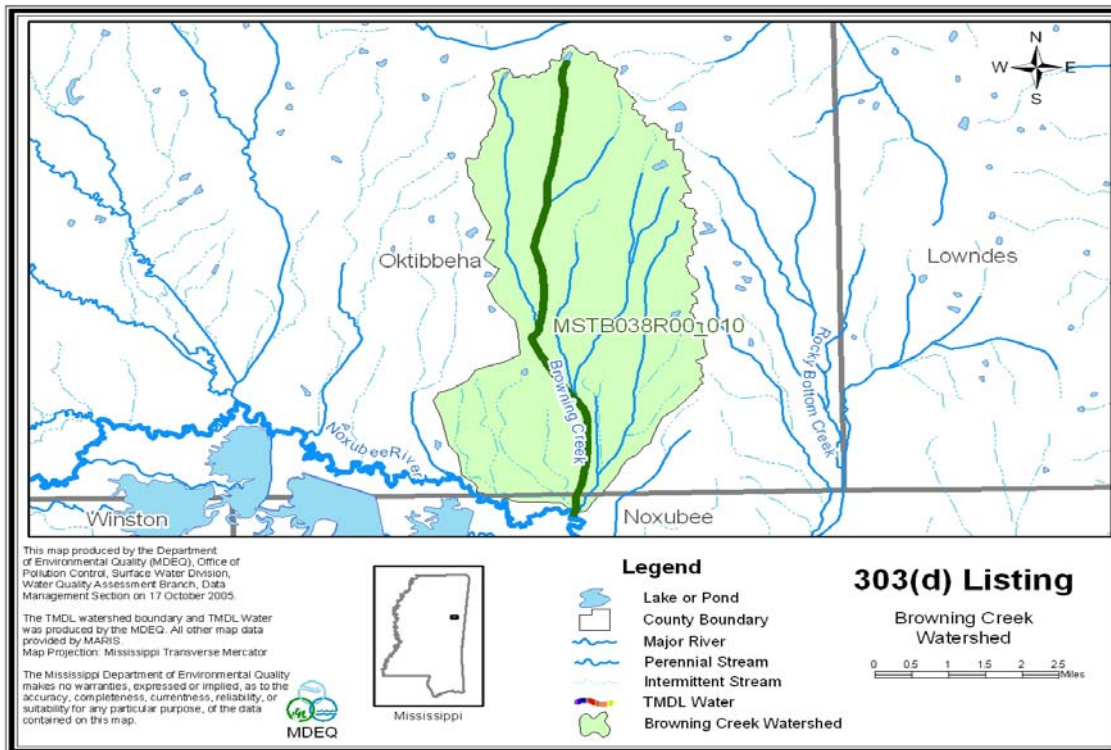 N
W E
S
Oktibbeha
Lowndes
MSTB038R00_010
Rocky Bottom Creek
Browning Creek
Noxubee River
Winston
Noxubee
This map produced by the Department
of Environmental Quality (MDEQ), Office of
Pollution Control, Surface Water Division,
Water Quality Assessment Branch, Data
Management Section on 17 October 2005.
The TMDL watershed boundary and TMDL Water
was produced by the MDEQ. All other map data
provided by MARIS.
Map Projection: Mississippi Transverse Mercator
The Mississippi Department of Environmental Quality
makes no warranties, expressed or implied, as to the
accuracy, completeness, currentness, reliability, or
suitability for any particular purpose, of the data
contained on this map.
MDEQ
Mississippi
Legend
Lake or Pond
County Boundary
Major River
Perennial Stream
Intermittent Stream
TMDL Water
Browning Creek Watershed
303(d) Listing
Browning Creek
Watershed
0 0.5 1 1.5 2 2.5
Miles